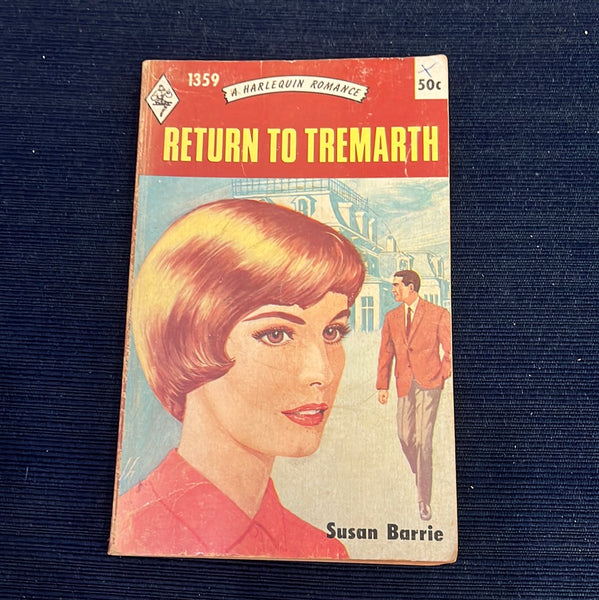 1359
A HARLEQUIN ROMANCE
50¢
RETURN TO TREMARTH
Susan Barrie